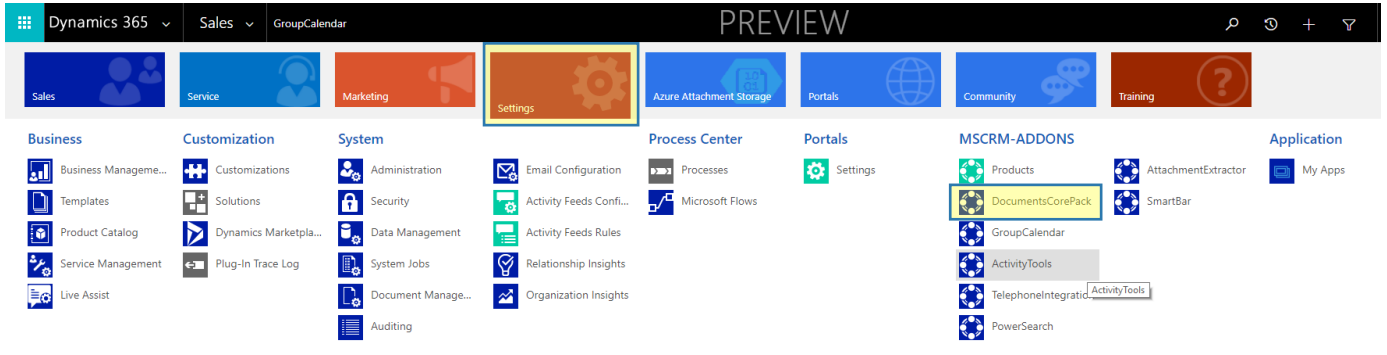 Dynamics 365 Sales GroupCalendar PREVIEW
Sales Service Marketing Settings Azure Attachment Storage Portals Community Training
Business
Business Manageme...
Templates
Product Catalog
Service Management
Live Assist
Customization
Customizations
Solutions
Dynamics Marketpla...
Plug-In Trace Log
System
Administration
Security
Data Management
System Jobs
Document Manage...
Auditing
Email Configuration
Activity Feeds Confi...
Activity Feeds Rules
Relationship Insights
Organization Insights
Process Center
Processes
Microsoft Flows
Portals
Settings
MSCRM-ADDONS
Products
DocumentsCorePack
GroupCalendar
ActivityTools
TelephoneIntegratio
ActivityTools
PowerSearch
AttachmentExtractor
SmartBar
Application
My Apps